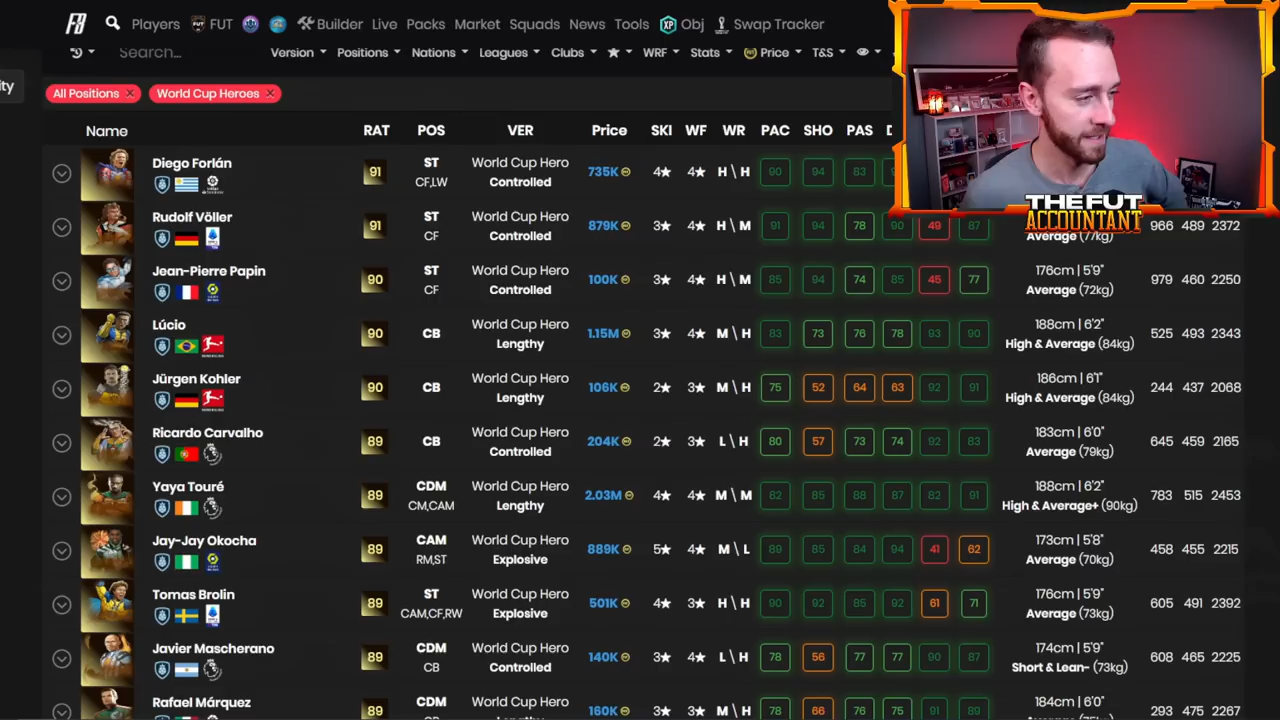 F8 Players FUT Builder Live Packs Market Squads News Tools XP Obj Swap Tracker
Search... Version Positions Nations Leagues Clubs WRF Stats Price T&S
ity
All Positions World Cup Heroes
Name RAT POS VER Price SKI WF WR PAC SHO PAS
Diego Forlán 91 ST World Cup Hero 735K 4★ 4★ H \ H 90 94 83
CF,LW Controlled
THE FUT
ACCOUNTANT
Rudolf Völler 91 ST World Cup Hero 879K 3★ 4★ H \ M 91 94 78 90 49 87 966 489 2372
CF Controlled Average (77kg)
Jean-Pierre Papin 90 ST World Cup Hero 100K 3★ 4★ H \ M 85 94 74 85 45 77 176cm | 5'9" 979 460 2250
CF Controlled Average (72kg)
Lúcio 90 CB World Cup Hero 1.15M 3★ 4★ M \ H 83 73 76 78 93 90 188cm | 6'2" 525 493 2343
Lengthy High & Average (84kg)
Jürgen Kohler 90 CB World Cup Hero 106K 2★ 3★ M \ H 75 52 64 63 92 91 186cm | 6'1" 244 437 2068
Lengthy High & Average (84kg)
Ricardo Carvalho 89 CB World Cup Hero 204K 2★ 3★ L \ H 80 57 73 74 92 83 183cm | 6'0" 645 459 2165
Controlled Average (79kg)
Yaya Touré 89 CDM World Cup Hero 2.03M 4★ 4★ M \ M 82 85 88 87 82 91 188cm | 6'2" 783 515 2453
CM,CAM Lengthy High & Average+ (90kg)
Jay-Jay Okocha 89 CAM World Cup Hero 889K 5★ 4★ M \ L 89 85 84 94 41 62 173cm | 5'8" 458 455 2215
RM,ST Explosive Average (70kg)
Tomas Brolin 89 ST World Cup Hero 501K 4★ 3★ H \ H 90 92 85 92 61 71 176cm | 5'9" 605 491 2392
CAM,CF,RW Explosive Average (73kg)
Javier Mascherano 89 CDM World Cup Hero 140K 3★ 4★ L \ H 78 56 77 77 90 87 174cm | 5'9" 608 465 2225
CB Controlled Short & Lean- (73kg)
Rafael Márquez 89 CDM World Cup Hero 160K 3★ 3★ M \ H 78 66 76 75 91 89 184cm | 6'0" 293 475 2267